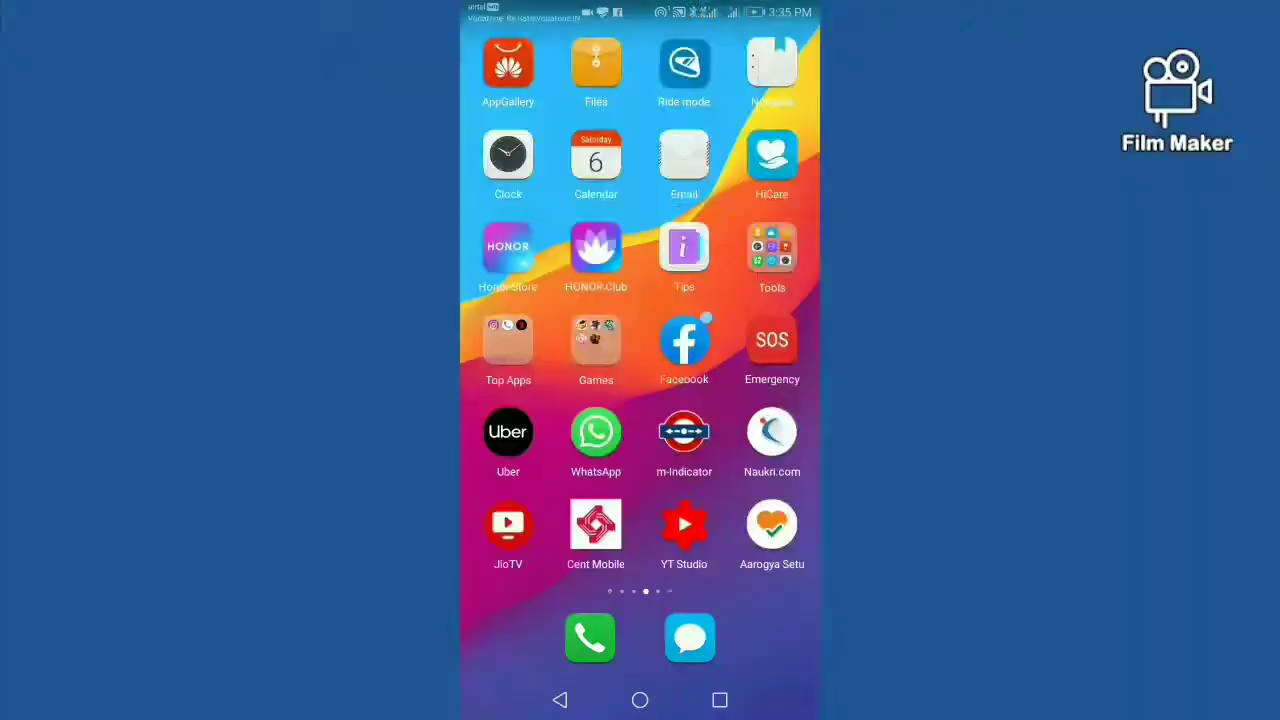 airtel
3:35 PM
Film Maker
AppGallery Files Ride mode
Saturday
6
Clock Calendar Email HiCare
HONOR
Honor Store HONOR Club Tips Tools
SOS
Top Apps Games Facebook Emergency
Uber
Uber WhatsApp m-Indicator Naukri.com
JioTV Cent Mobile YT Studio Aarogya Setu